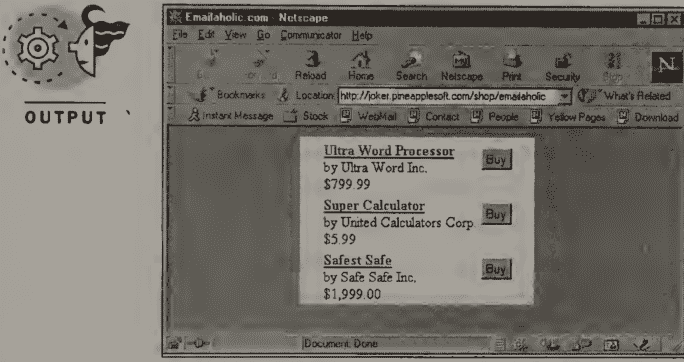 OUTPUT
Emailaholic.com - Netscape
File Edit View Go Communicator Help
Reload Home Search Netscape Print Security Stop
N
Bookmarks Location: http://joker.pineapplesoft.com/shop/emailaholic What's Related
Instant Message Stock WebMail Contact People Yellow Pages Download
Ultra Word Processor Buy
by Ultra Word Inc.
$799.99
Super Calculator Buy
by United Calculators Corp
$5.99
Safest Safe Buy
by Safe Safe Inc.
$1,999.00
Document: Done